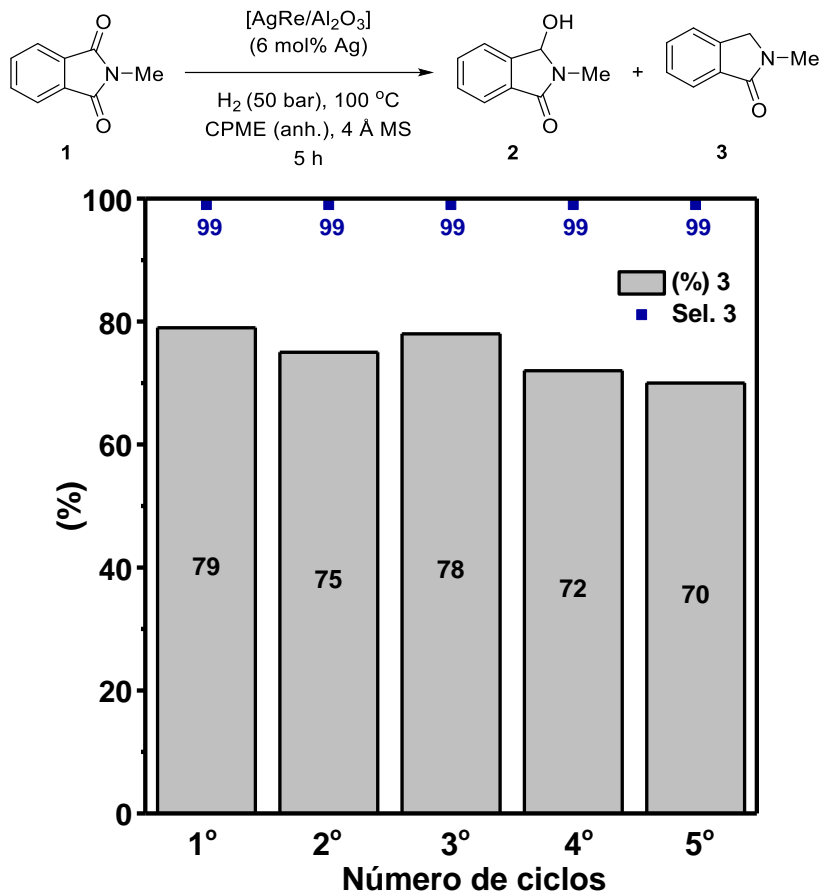 [AgRe/Al₂O₃]
(6 mol% Ag)
H₂ (50 bar), 100 ºC
CPME (anh.), 4 Å MS
5 h
O
N Me
O
1
OH
N Me
O
2
+
N Me
O
3
100
80
60
40
20
0
(%)
99 99 99 99 99
(%) 3
Sel. 3
79 75 78 72 70
1º 2º 3º 4º 5º
Número de ciclos